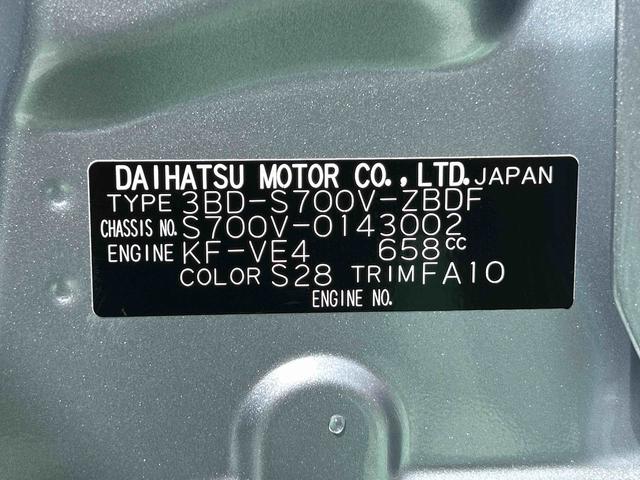 DAIHATSU MOTOR CO.,LTD. JAPAN
TYPE 3BD-S700V-ZBDF
CHASSIS NO. S700V-0143002
ENGINE KF-VE4 658cc
COLOR S28 TRIM FA10
ENGINE NO.